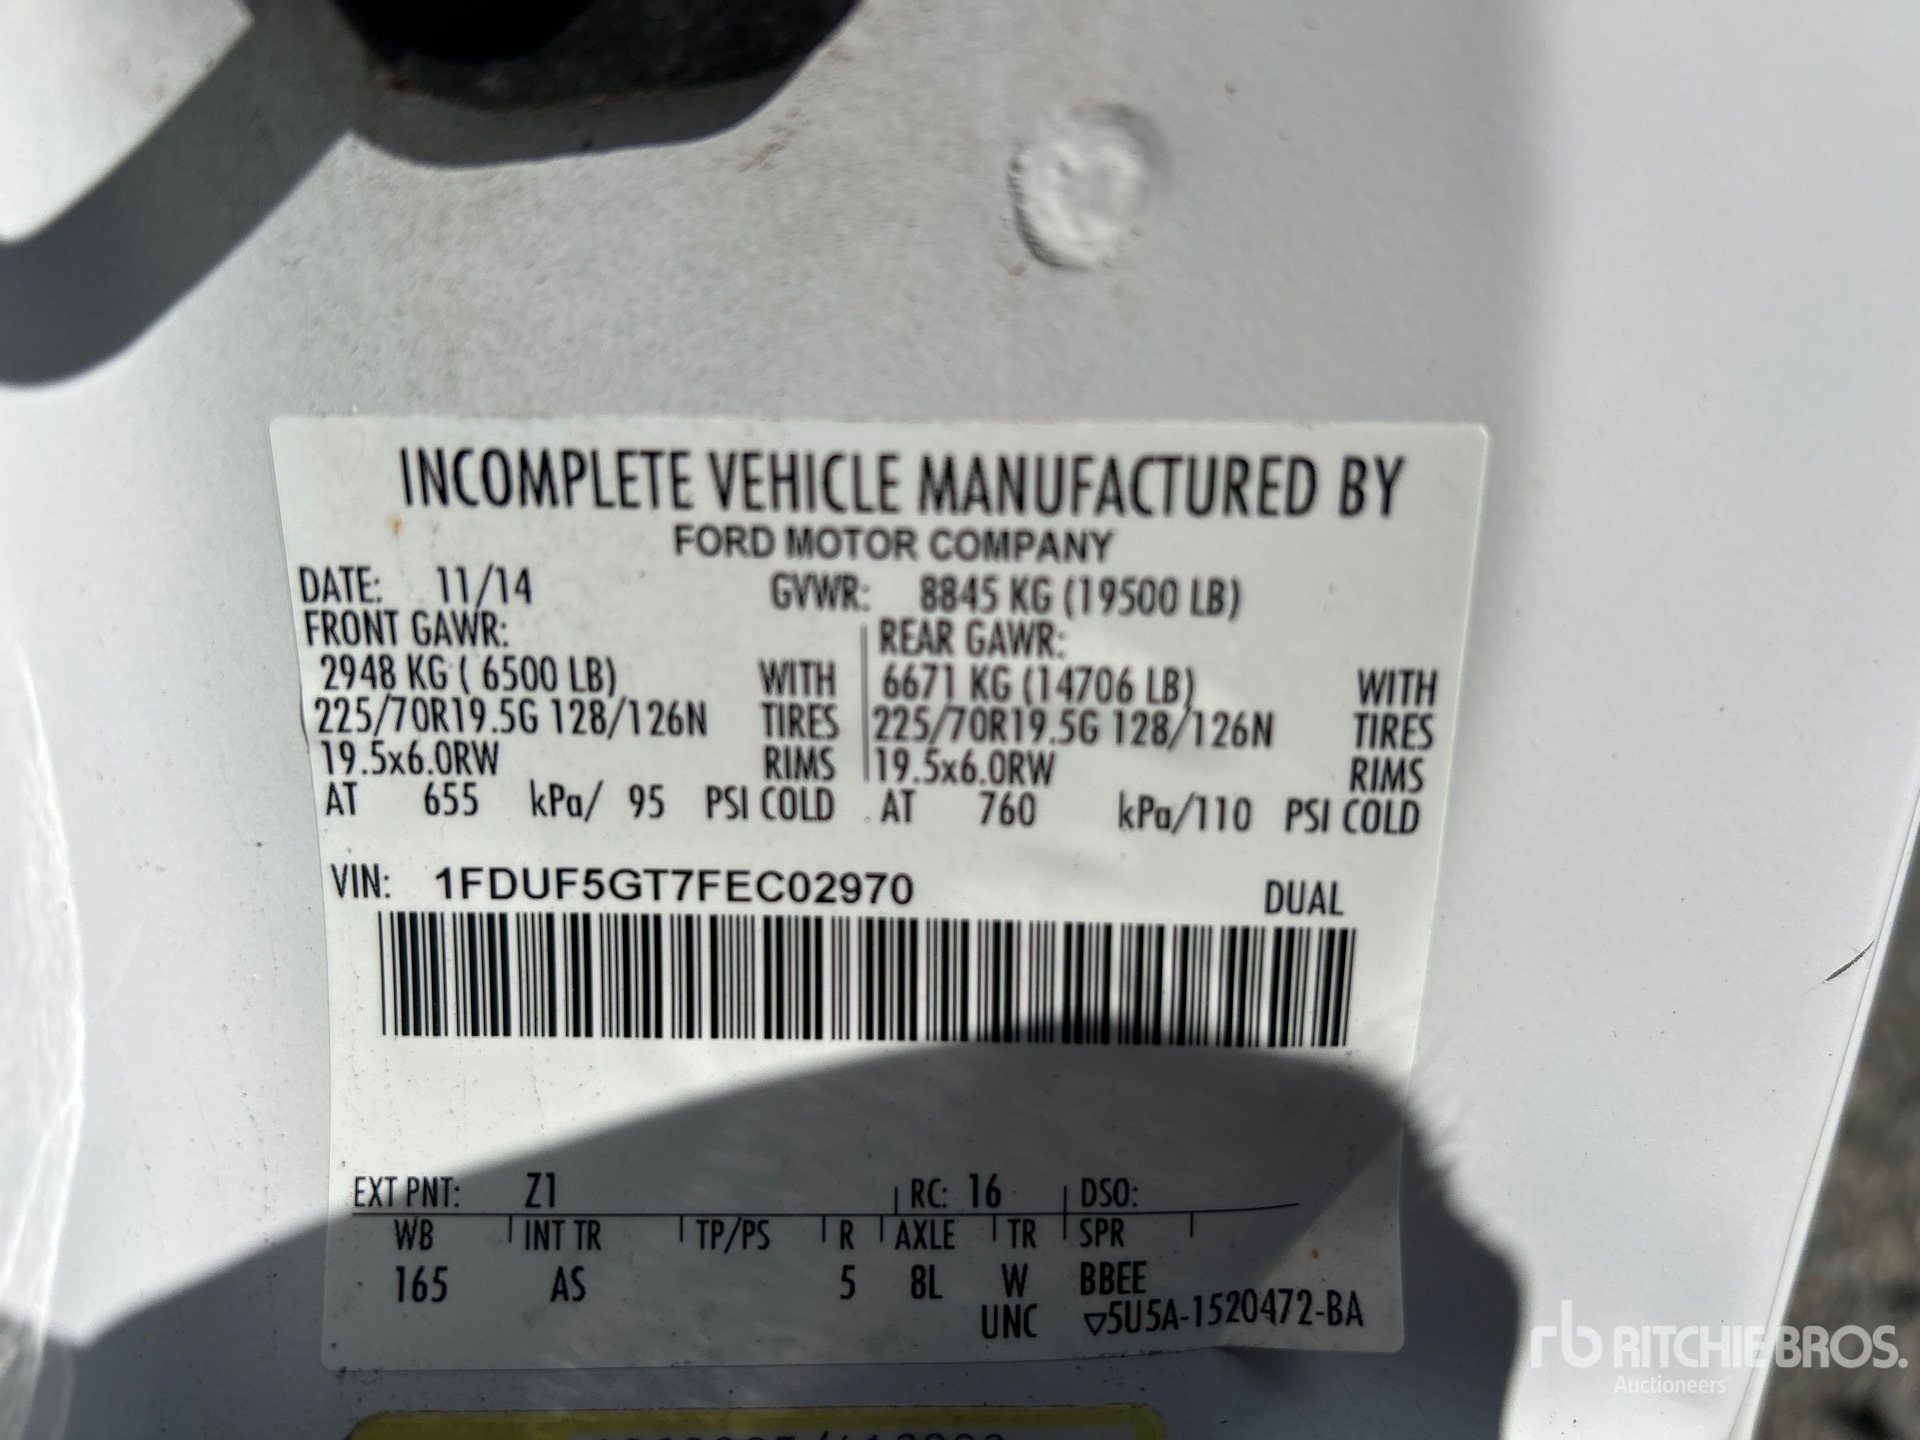 INCOMPLETE VEHICLE MANUFACTURED BY
FORD MOTOR COMPANY
DATE: 11/14 GVWR: 8845 KG (19500 LB)
FRONT GAWR: REAR GAWR:
2948 KG ( 6500 LB) WITH 6671 KG (14706 LB) WITH
225/70R19.5G 128/126N TIRES 225/70R19.5G 128/126N TIRES
19.5x6.0RW RIMS 19.5x6.0RW RIMS
AT 655 kPa/ 95 PSI COLD AT 760 kPa/110 PSI COLD
VIN: 1FDUF5GT7FEC02970 DUAL
EXT PNT: Z1 RC: 16 DSO:
WB INT TR TP/PS R AXLE TR SPR
165 AS 5 8L W BBEE
UNC ▽5U5A-1520472-BA
rb RITCHIE BROS.
Auctioneers